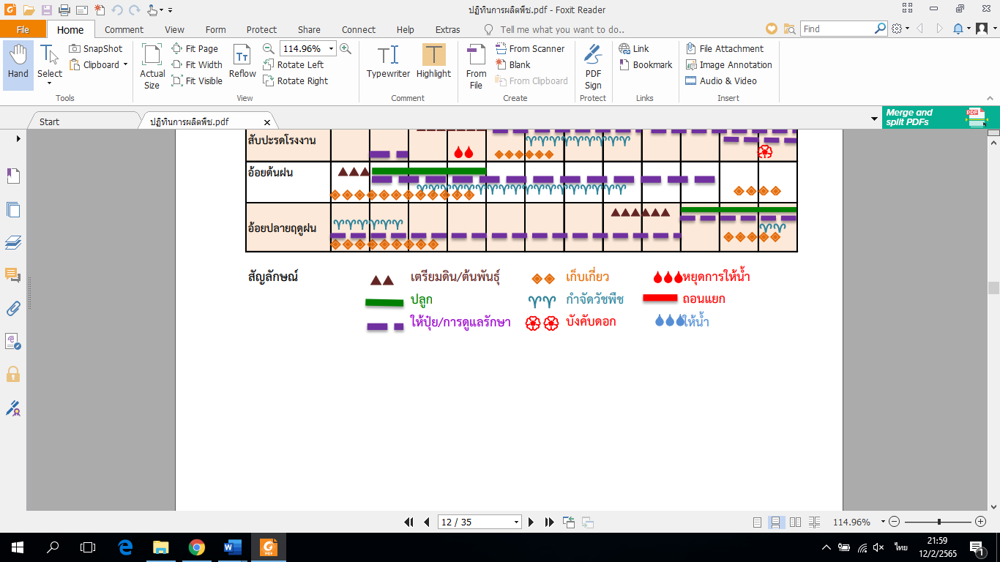 ปฏิทินการผลิตพืช.pdf - Foxit Reader
File Home Comment View Form Protect Share Connect Help Extras Tell me what you want to do.. Find
Hand
Select
SnapShot
Clipboard
Tools
Actual Size
Fit Page
Fit Width
Fit Visible
Reflow
114.96%
Rotate Left
Rotate Right
View
Typewriter
Highlight
Comment
From File
From Scanner
Blank
From Clipboard
Create
PDF Sign
Protect
Link
Bookmark
Links
File Attachment
Image Annotation
Audio & Video
Insert
Start
ปฏิทินการผลิตพืช.pdf
Merge and
split PDFs
PDF
สับปะรดโรงงาน
อ้อยต้นฝน
อ้อยปลายฤดูฝน
สัญลักษณ์ เตรียมดิน/ต้นพันธุ์ เก็บเกี่ยว หยุดการให้น้ำ
ปลูก กำจัดวัชพืช ถอนแยก
ให้ปุ๋ย/การดูแลรักษา บังคับดอก ให้น้ำ
12 / 35
114.96%
ไทย
21:59
12/2/2565
1